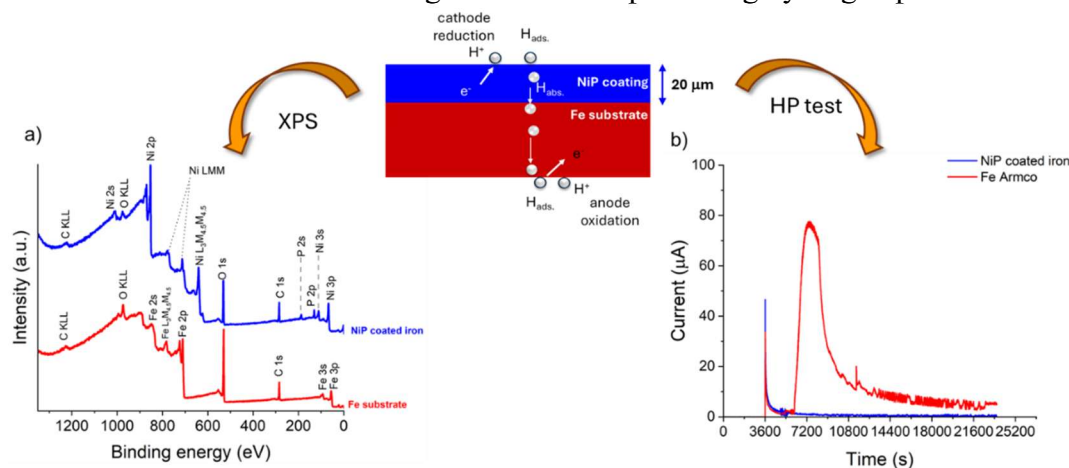 cathode
reduction
H⁺
H_ads.
e⁻
H_abs.
NiP coating
Fe substrate
20 µm
e
H_ads.
H⁺
anode
oxidation
XPS
HP test
a)
Ni 2p
Ni 2s
O KLL
C KLL
Ni LMM
Ni L₃M₄.₅M₄.₅
O 1s
C 1s
P 2s
P 2p
Ni 3s
Ni 3p
NiP coated iron
C KLL
O KLL
Fe 2s
Fe L₃M₄.₅M₄.₅
Fe 2p
C 1s
Fe 3s
Fe 3p
Fe substrate
Intensity (a.u.)
1200 1000 800 600 400 200 0
Binding energy (eV)
b)
NiP coated iron
Fe Armco
100
80
60
40
20
0
Current (µA)
0 3600 7200 10800 14400 18000 21600 25200
Time (s)